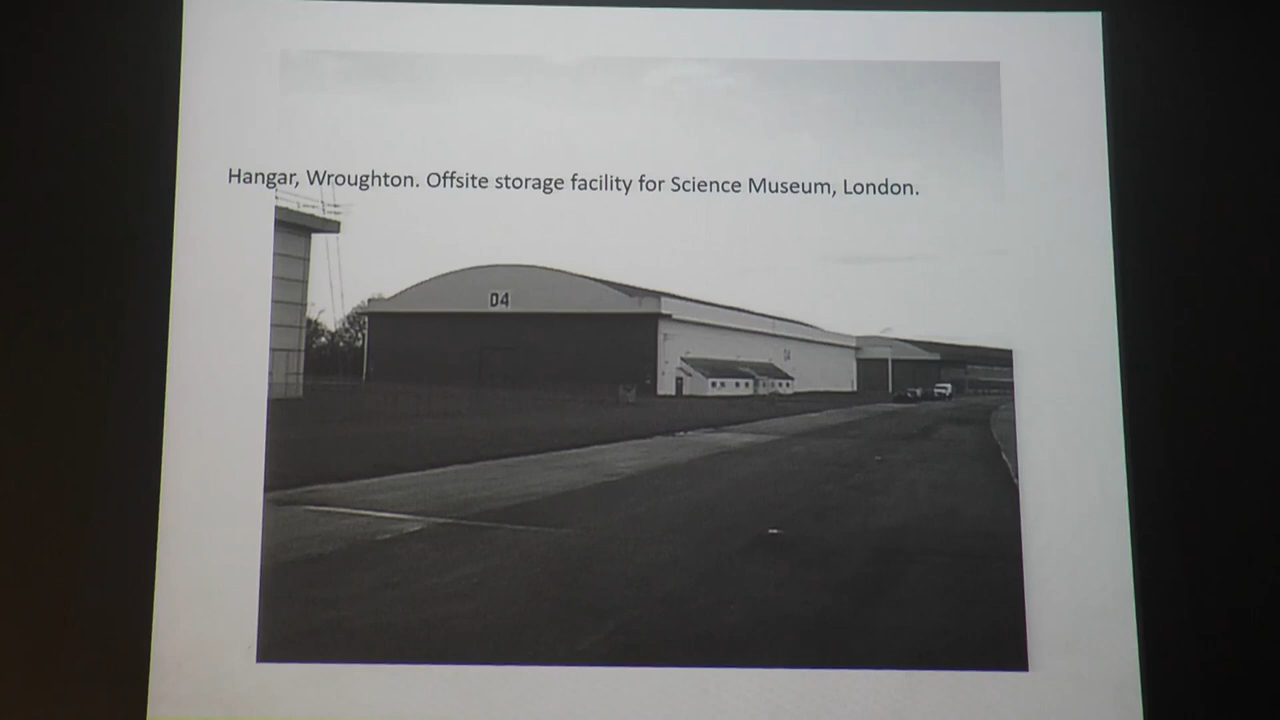 Hangar, Wroughton. Offsite storage facility for Science Museum, London.
D4